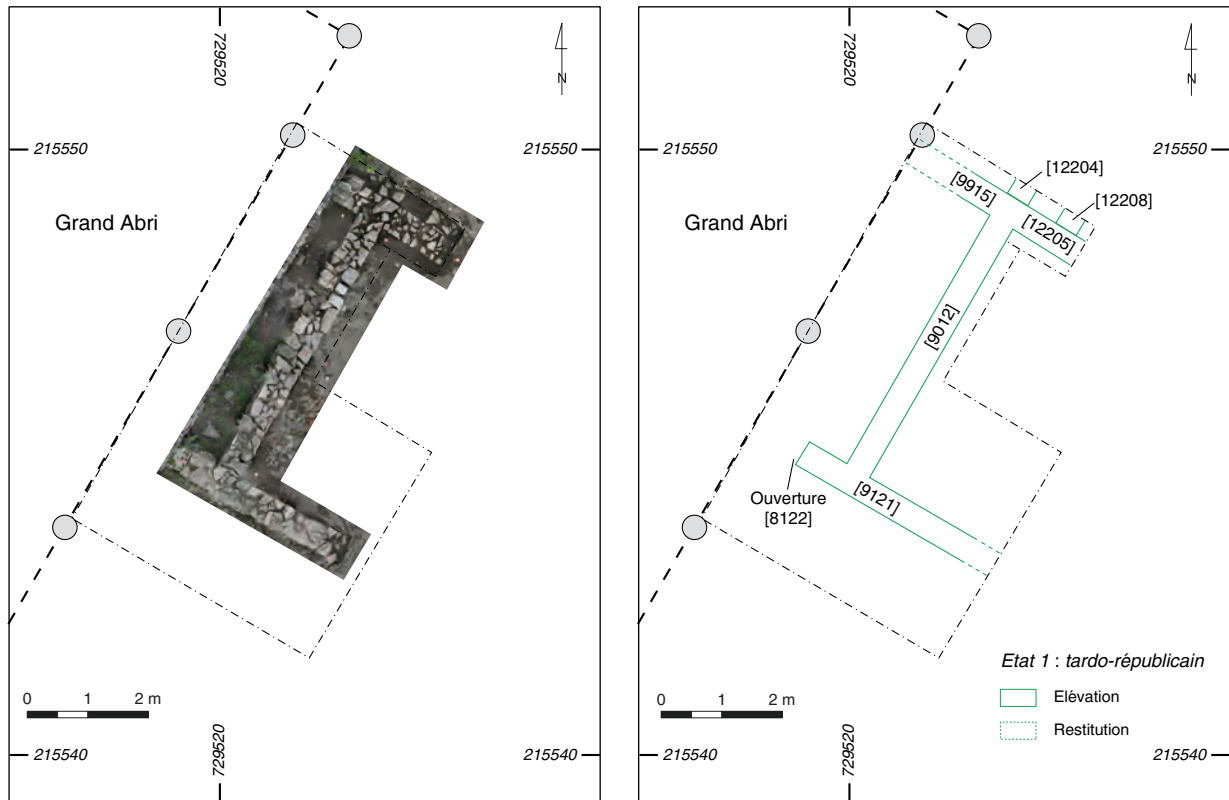 729520
N
215550
215550
Grand Abri
0 1 2 m
215540
729520
215540
729520
N
215550
215550
[12204]
[12208]
[9915]
[12205]
Grand Abri
[9012]
Ouverture
[8122]
[9121]
Etat 1 : tardo-républicain
Elévation
Restitution
0 1 2 m
215540
729520
215540